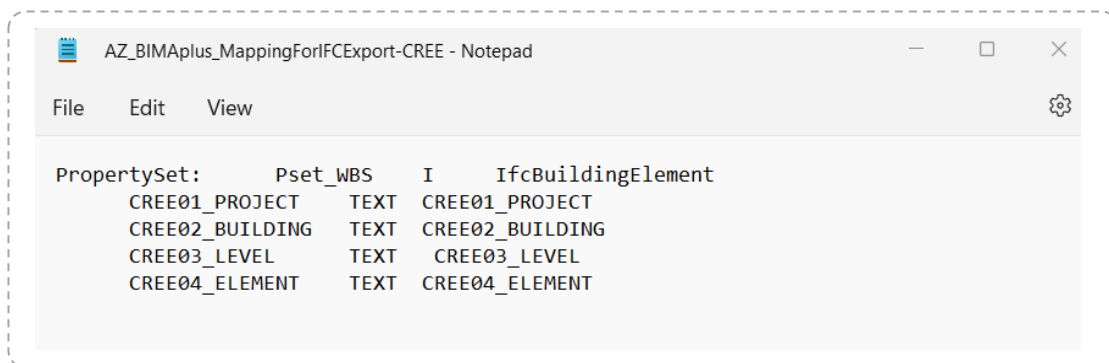 AZ_BIMAplus_MappingForIFCExport-CREE - Notepad
File Edit View
PropertySet: Pset_WBS I IfcBuildingElement
CREE01_PROJECT TEXT CREE01_PROJECT
CREE02_BUILDING TEXT CREE02_BUILDING
CREE03_LEVEL TEXT CREE03_LEVEL
CREE04_ELEMENT TEXT CREE04_ELEMENT